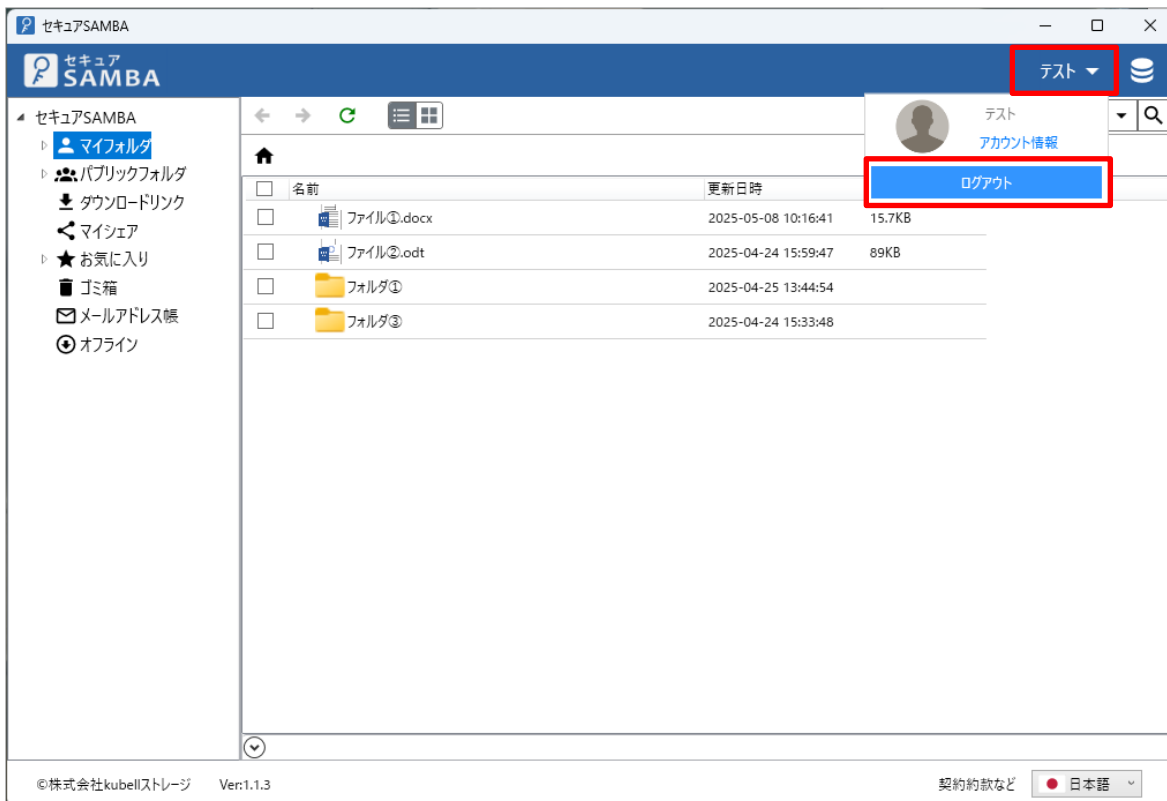 セキュアSAMBA
セキュア
SAMBA
テスト
セキュアSAMBA
マイフォルダ
パブリックフォルダ
ダウンロードリンク
マイシェア
お気に入り
ゴミ箱
メールアドレス帳
オフライン
テスト
アカウント情報
ログアウト
名前 更新日時
ファイル①.docx 2025-05-08 10:16:41 15.7KB
ファイル②.odt 2025-04-24 15:59:47 89KB
フォルダ① 2025-04-25 13:44:54
フォルダ③ 2025-04-24 15:33:48
©株式会社kubellストレージ Ver:1.1.3 契約約款など 日本語